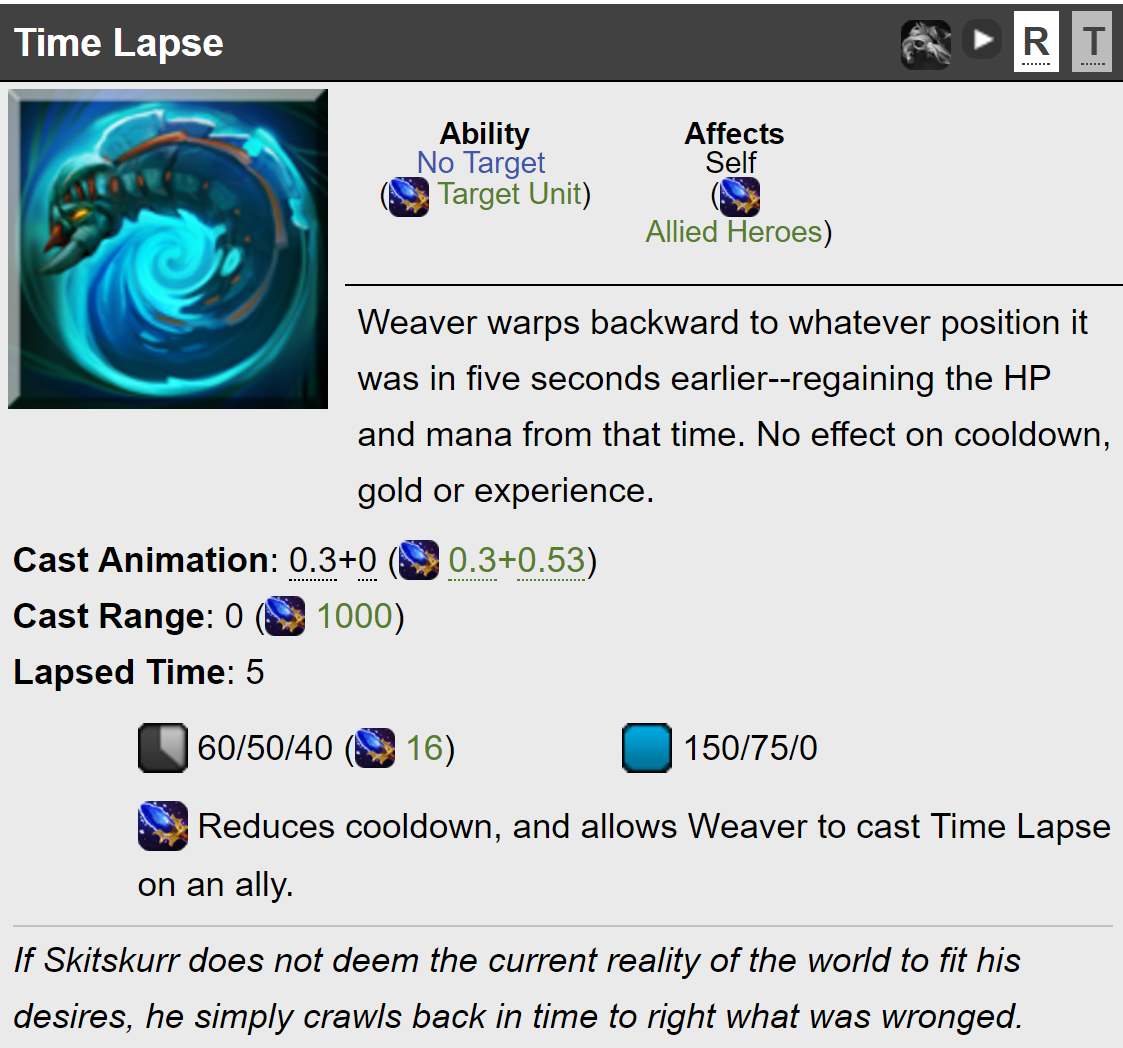 Time Lapse R T
Ability
No Target
( Target Unit)
Affects
Self
(
Allied Heroes)
Weaver warps backward to whatever position it
was in five seconds earlier--regaining the HP
and mana from that time. No effect on cooldown,
gold or experience.
Cast Animation: 0.3+0 ( 0.3+0.53)
Cast Range: 0 ( 1000)
Lapsed Time: 5
60/50/40 ( 16) 150/75/0
Reduces cooldown, and allows Weaver to cast Time Lapse
on an ally.
If Skitskurr does not deem the current reality of the world to fit his
desires, he simply crawls back in time to right what was wronged.